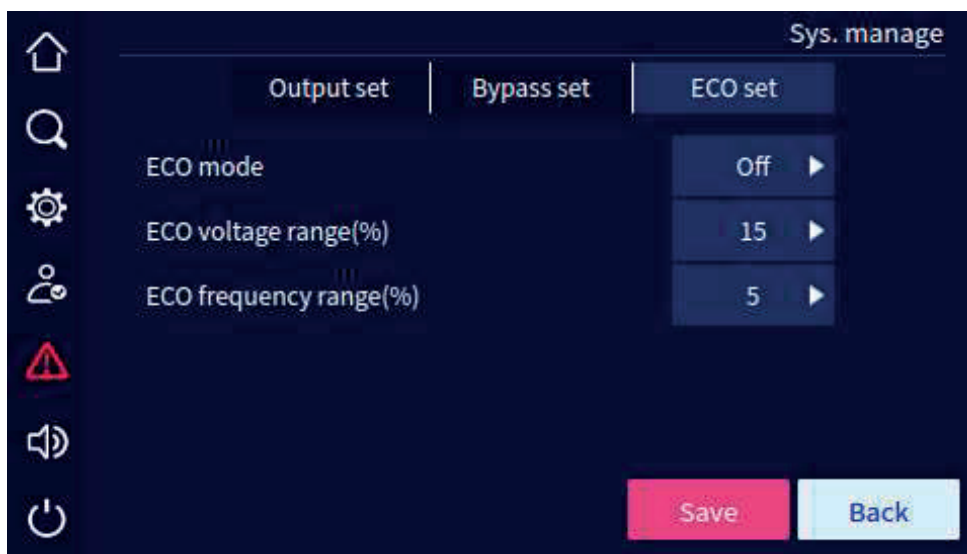 Sys. manage
Output set Bypass set ECO set
ECO mode Off
ECO voltage range(%) 15
ECO frequency range(%) 5
Save Back